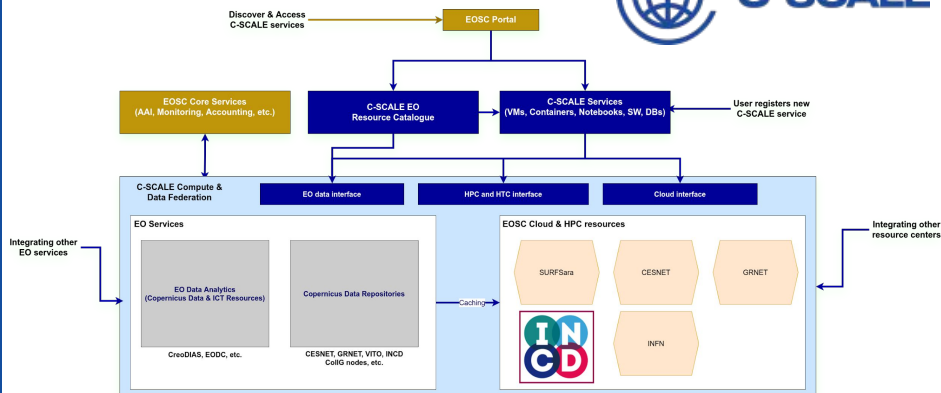 Discover & Access
C-SCALE services
EOSC Portal
C-SCALE
EOSC Core Services
(AAI, Monitoring, Accounting, etc.)
C-SCALE EO
Resource Catalogue
C-SCALE Services
(VMs, Containers, Notebooks, SW, DBs)
User registers new
C-SCALE service
C-SCALE Compute &
Data Federation
EO data interface
HPC and HTC interface
Cloud interface
EO Services
EOSC Cloud & HPC resources
Integrating other
EO services
Integrating other
resource centers
EO Data Analytics
(Copernicus Data & ICT Resources)
Copernicus Data Repositories
Caching
SURFSara
CESNET
GRNET
INCD
INFN
CreoDIAS, EODC, etc.
CESNET, GRNET, VITO, INCD
CollG nodes, etc.